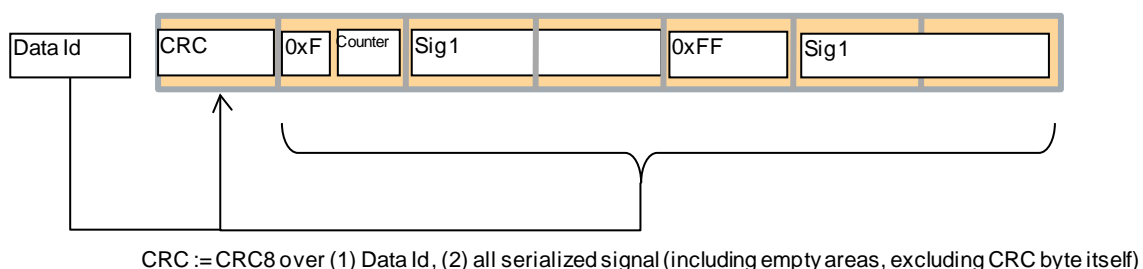 Data Id CRC 0xF Counter Sig1 0xFF Sig1
CRC := CRC8 over (1) Data Id, (2) all serialized signal (including empty areas, excluding CRC byte itself)